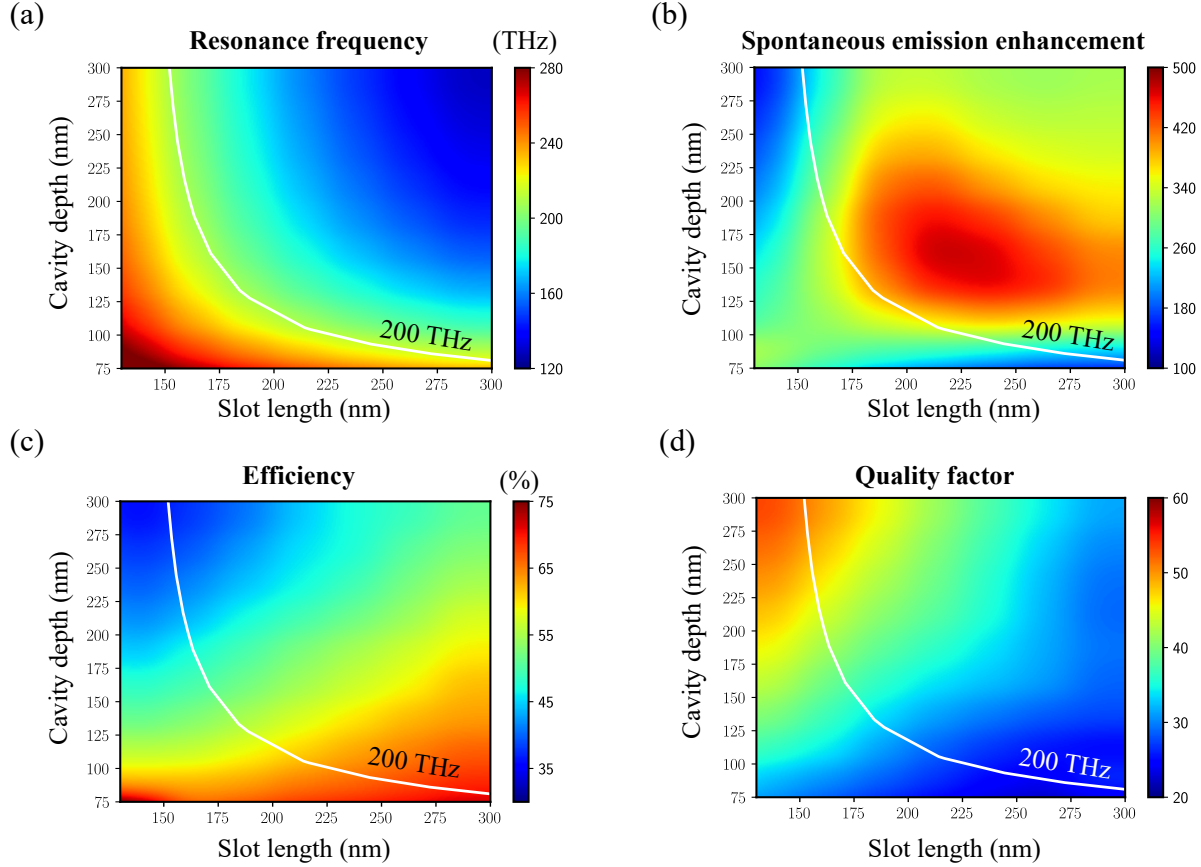 (a)
Resonance frequency (THz)
Cavity depth (nm)
300
275
250
225
200
175
150
125
100
75
200 THz
150 175 200 225 250 275 300
Slot length (nm)
280
240
200
160
120
(b)
Spontaneous emission enhancement
Cavity depth (nm)
300
275
250
225
200
175
150
125
100
75
200 THz
150 175 200 225 250 275 300
Slot length (nm)
500
420
340
260
180
100
(c)
Efficiency (%)
Cavity depth (nm)
300
275
250
225
200
175
150
125
100
75
200 THz
150 175 200 225 250 275 300
Slot length (nm)
75
65
55
45
35
(d)
Quality factor
Cavity depth (nm)
300
275
250
225
200
175
150
125
100
75
200 THz
150 175 200 225 250 275 300
Slot length (nm)
60
50
40
30
20